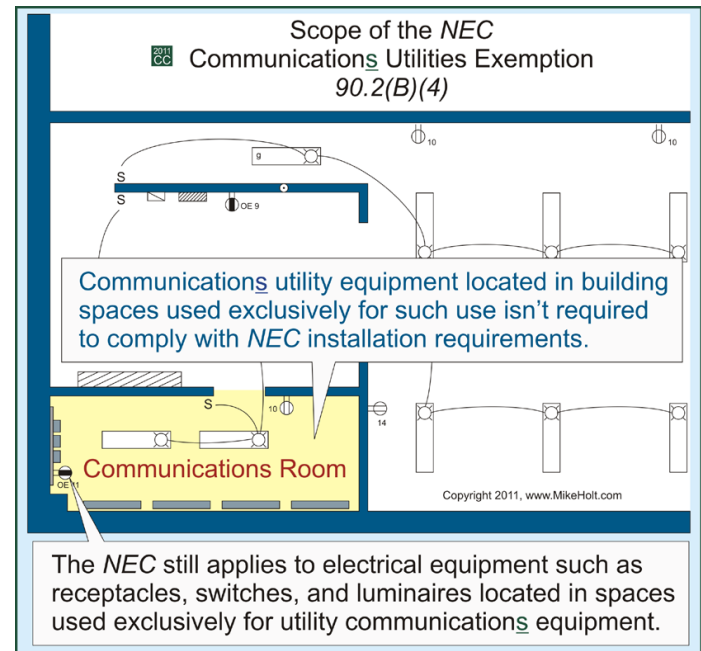 Scope of the NEC
2011 CC Communications Utilities Exemption
90.2(B)(4)
10
10
g
S
S
OE 9
Communications utility equipment located in building
spaces used exclusively for such use isn't required
to comply with NEC installation requirements.
S
10
14
Communications Room
OE 11
Copyright 2011, www.MikeHolt.com
The NEC still applies to electrical equipment such as
receptacles, switches, and luminaires located in spaces
used exclusively for utility communications equipment.